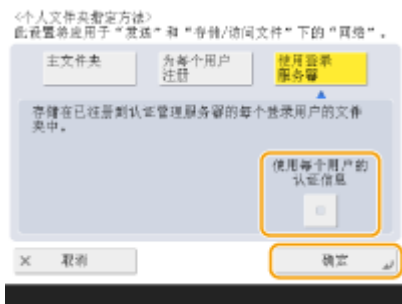 <个人文件夹指定方法>
此设置将应用于“发送”和“存储/访问文件”下的“网络”。
主文件夹
为每个用户
注册
使用登录
服务器
存储在已注册到认证管理服务器的每个登录用户的文件
夹中。
使用每个用户的
认证信息
× 取消
确定